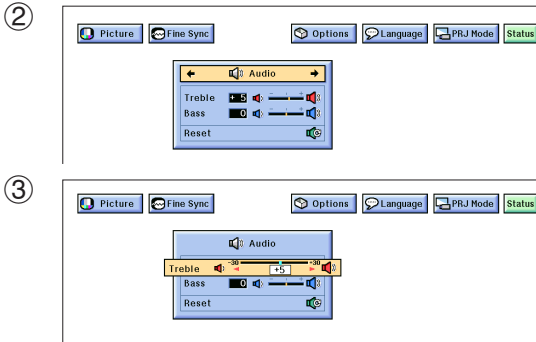 ②
Picture Fine Sync Options Language PRJ Mode Status
Audio
Treble + 5 - +
Bass 0 - +
Reset
③
Picture Fine Sync Options Language PRJ Mode Status
Audio
-30 +30
Treble +5
Bass 0 - +
Reset